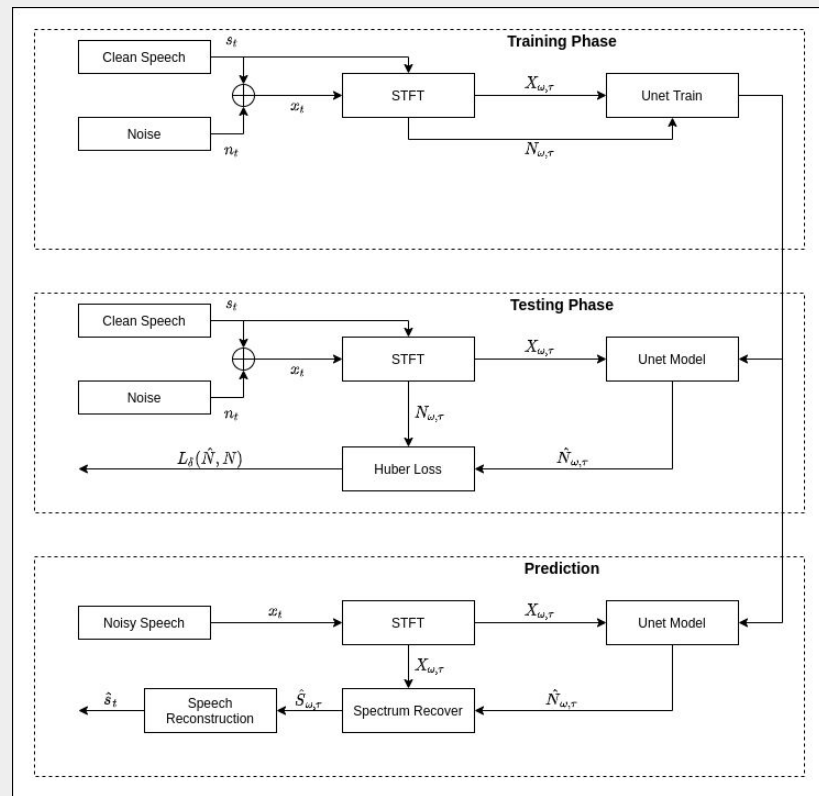 Training Phase
Clean Speech
s_t
Noise
n_t
x_t
STFT
X_{ω,τ}
N_{ω,τ}
Unet Train
Testing Phase
Clean Speech
s_t
Noise
n_t
x_t
STFT
X_{ω,τ}
Unet Model
N_{ω,τ}
N̂_{ω,τ}
Huber Loss
L_δ(N̂, N)
Prediction
Noisy Speech
x_t
STFT
X_{ω,τ}
Unet Model
X_{ω,τ}
N̂_{ω,τ}
Spectrum Recover
Ŝ_{ω,τ}
Speech
Reconstruction
ŝ_t